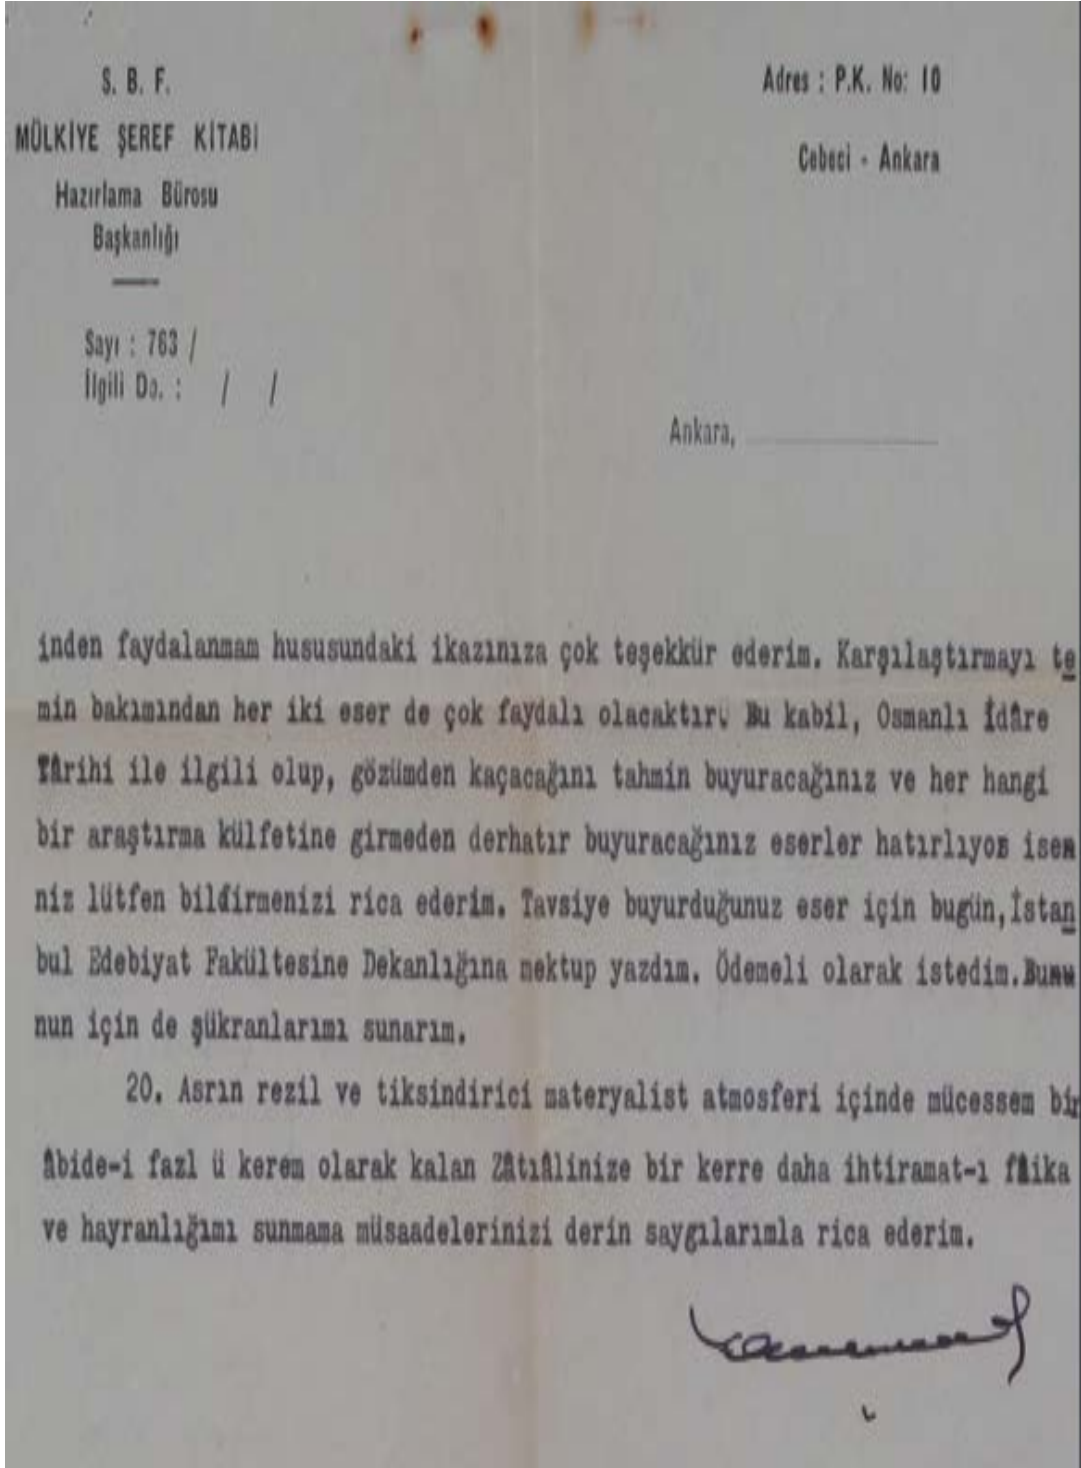 S. B. F.
MÜLKİYE ŞEREF KİTABI
Hazırlama Bürosu
Başkanlığı
Sayı : 763 /
İlgili Do. : / /
Adres : P.K. No: 10
Cebeci - Ankara
Ankara,
inden faydalanmam hususundaki ikazınıza çok teşekkür ederim. Karşılaştırmayı te
min bakımından her iki eser de çok faydalı olacaktır. Bu kabil, Osmanlı İdâre
Târihi ile ilgili olup, gözümden kaçacağını tahmin buyuracağınız ve her hangi
bir araştırma külfetine girmeden derhatır buyuracağınız eserler hatırlıyor isem
niz lütfen bildirmenizi rica ederim. Tavsiye buyurduğunuz eser için bugün,İstan
bul Edebiyat Fakültesine Dekanlığına mektup yazdım. Ödemeli olarak istedim.Bunu
nun için de şükranlarımı sunarım.
20. Asrın rezil ve tiksindirici materyalist atmosferi içinde mücessem bir
Âbide-i fazl ü kerem olarak kalan Zâtıâlinize bir kerre daha ihtiramat-ı fâika
ve hayranlığımı sunmama müsaadelerinizi derin saygılarımla rica ederim.